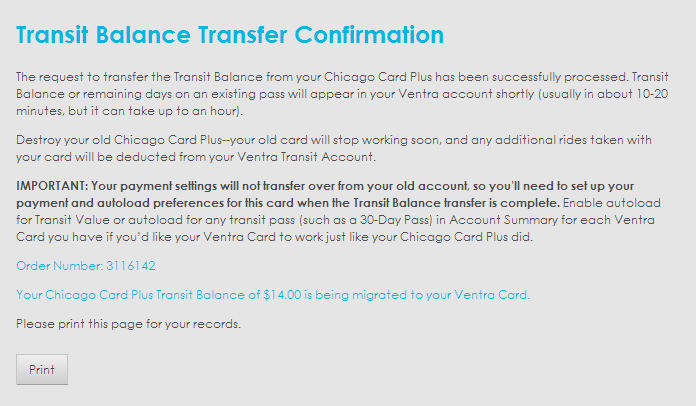 Transit Balance Transfer Confirmation
The request to transfer the Transit Balance from your Chicago Card Plus has been successfully processed. Transit
Balance or remaining days on an existing pass will appear in your Ventra account shortly (usually in about 10-20
minutes, but it can take up to an hour).
Destroy your old Chicago Card Plus--your old card will stop working soon, and any additional rides taken with
your card will be deducted from your Ventra Transit Account.
IMPORTANT: Your payment settings will not transfer over from your old account, so you'll need to set up your
payment and autoload preferences for this card when the Transit Balance transfer is complete. Enable autoload
for Transit Value or autoload for any transit pass (such as a 30-Day Pass) in Account Summary for each Ventra
Card you have if you'd like your Ventra Card to work just like your Chicago Card Plus did.
Order Number: 3116142
Your Chicago Card Plus Transit Balance of $14.00 is being migrated to your Ventra Card.
Please print this page for your records.
Print